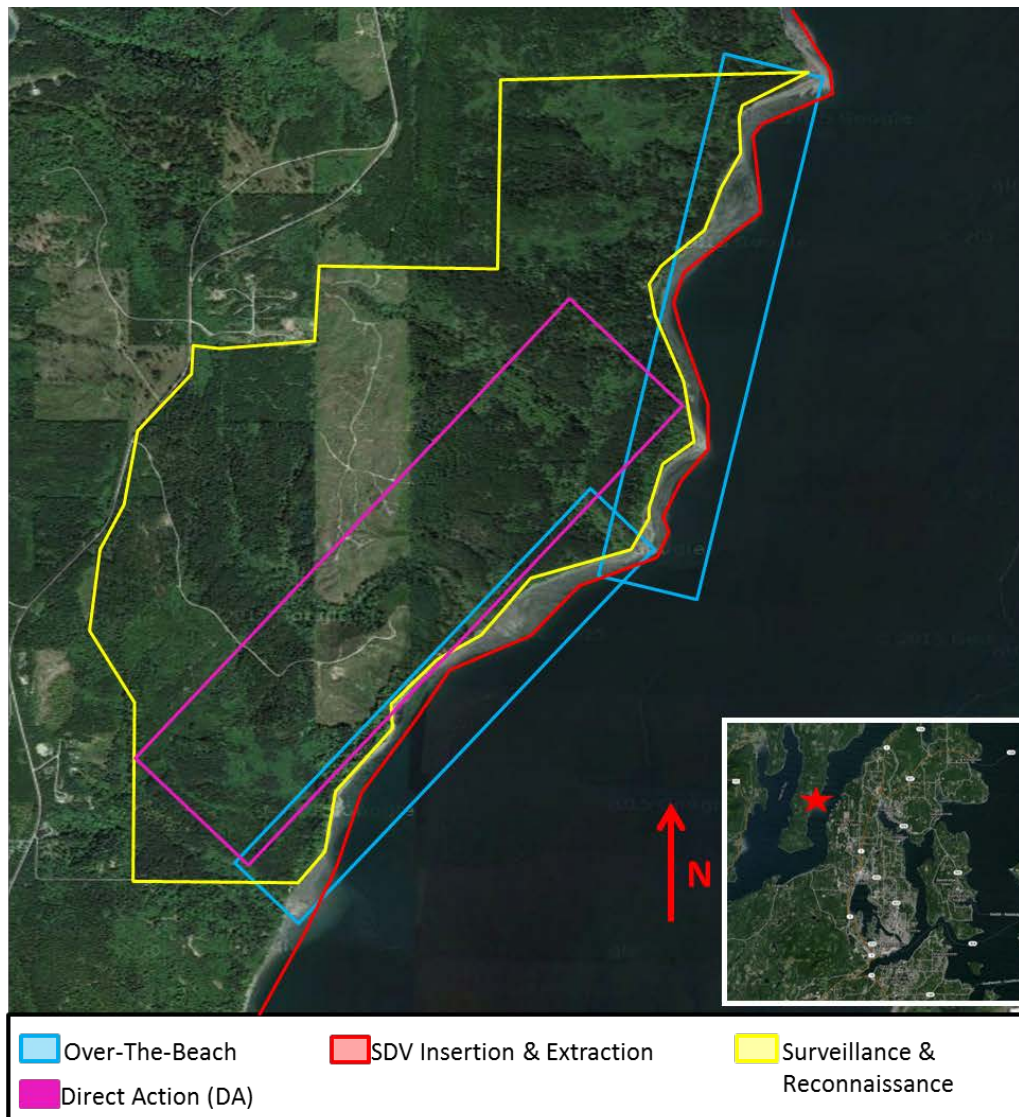 N
Over-The-Beach
SDV Insertion & Extraction
Surveillance &
Reconnaissance
Direct Action (DA)